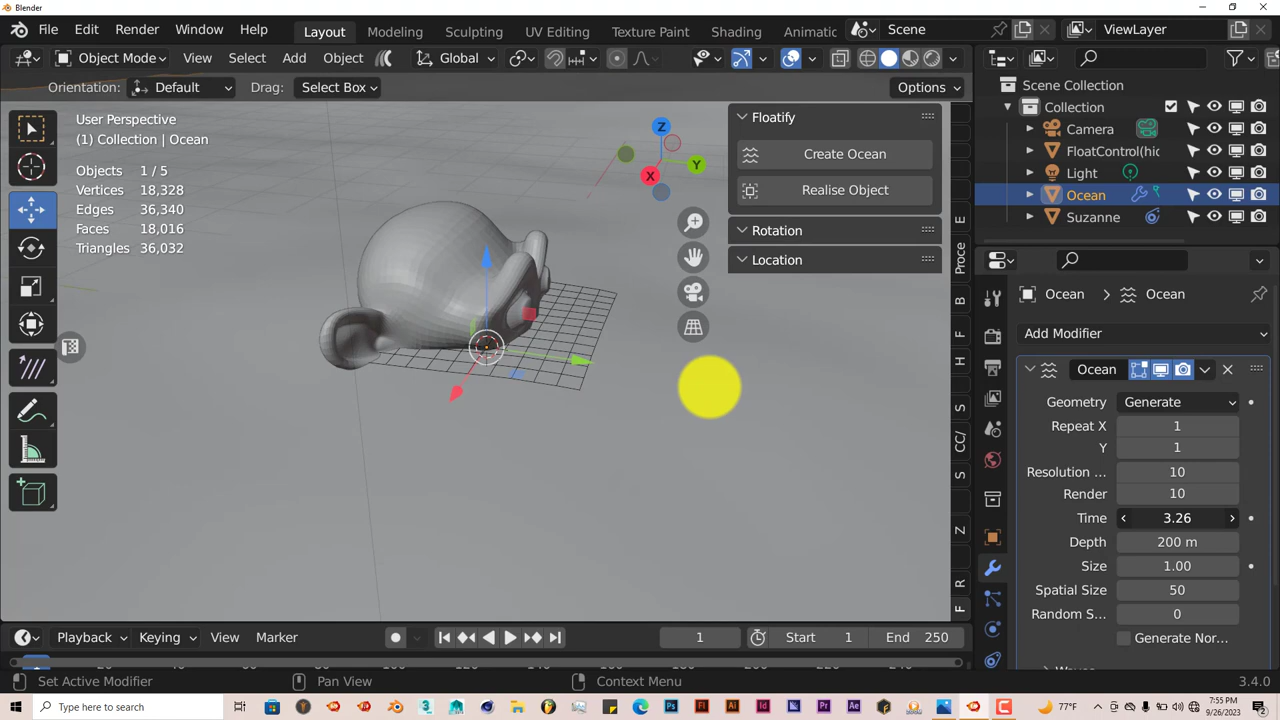 Blender
File Edit Render Window Help Layout Modeling Sculpting UV Editing Texture Paint Shading Animatic Scene ViewLayer
Object Mode View Select Add Object Global
Orientation: Default Drag: Select Box Options
User Perspective
(1) Collection | Ocean
Objects 1 / 5
Vertices 18,328
Edges 36,340
Faces 18,016
Triangles 36,032
Z
Y
X
Floatify
Create Ocean
Realise Object
Rotation
Location
E
Proce
B
F
H
S
CC/
S
Z
R
F
Scene Collection
Collection
Camera
FloatControl(hic
Light
Ocean
Suzanne
Ocean > Ocean
Add Modifier
Ocean
Geometry Generate
Repeat X 1
Y 1
Resolution ... 10
Render 10
Time 3.26
Depth 200 m
Size 1.00
Spatial Size 50
Random S... 0
Generate Nor...
Playback Keying View Marker 1 Start 1 End 250
Set Active Modifier Pan View Context Menu 3.4.0
Type here to search
77°F
7:55 PM
9/26/2023